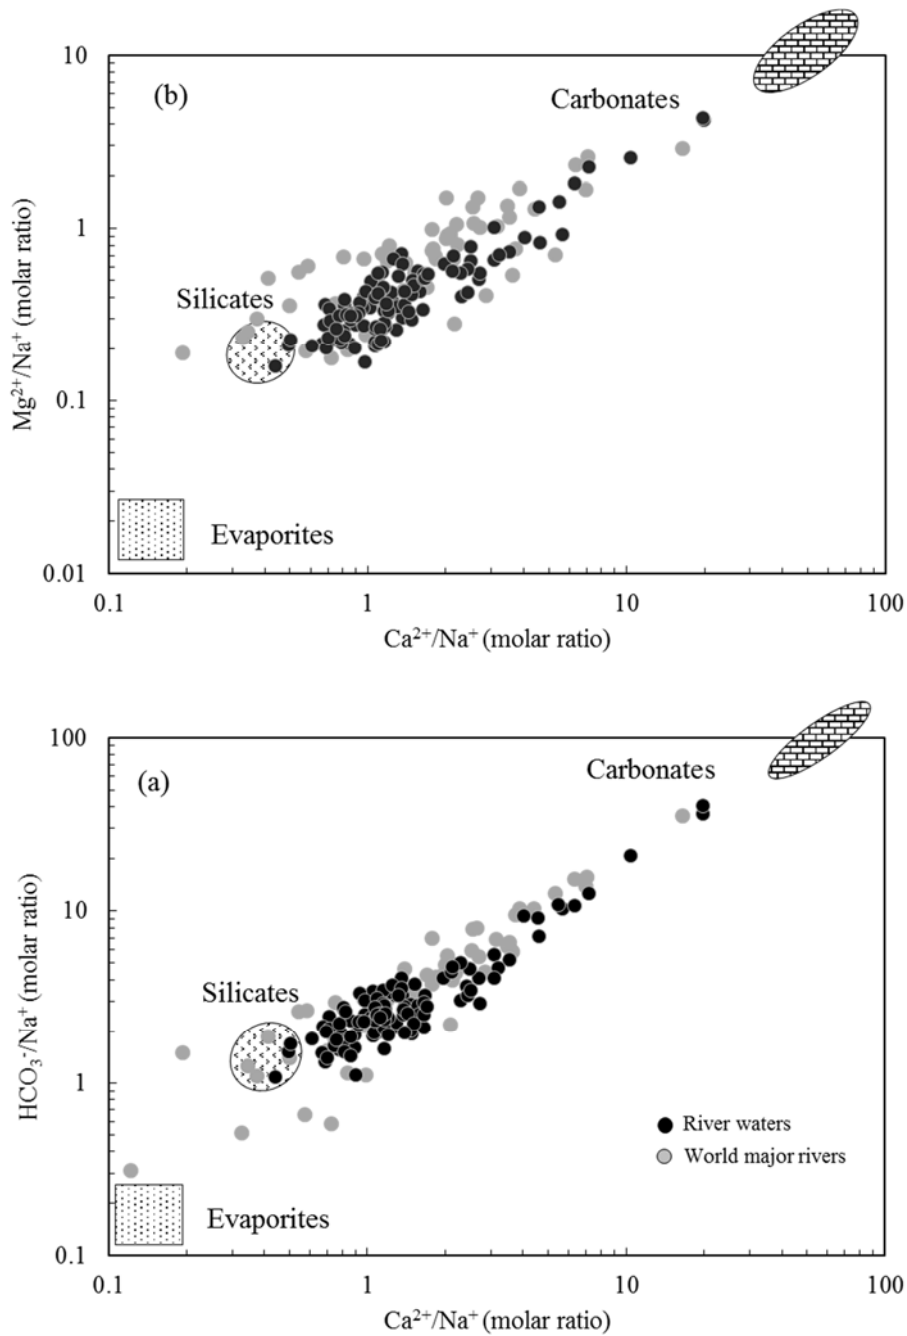 10
(b)
Carbonates
1
Silicates
Mg²⁺/Na⁺ (molar ratio)
0.1
Evaporites
0.01
0.1 1 10 100
Ca²⁺/Na⁺ (molar ratio)
100
(a)
Carbonates
10
Silicates
HCO₃⁻/Na⁺ (molar ratio)
1
River waters
World major rivers
Evaporites
0.1
0.1 1 10 100
Ca²⁺/Na⁺ (molar ratio)